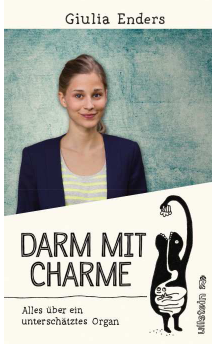 Giulia Enders
DARM MIT
CHARME
Alles über ein
unterschätztes Organ
ullstein